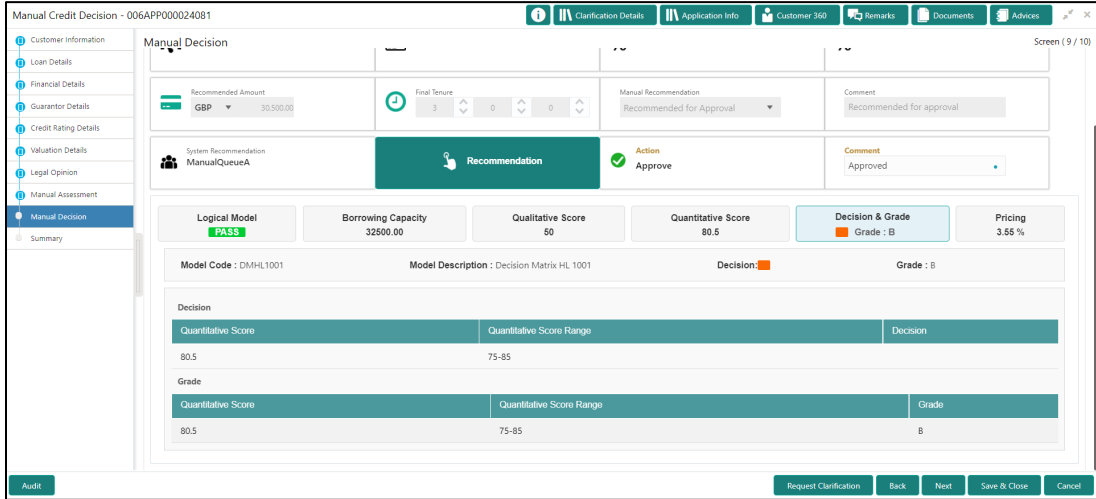 Manual Credit Decision - 006APP000024081
Clarification Details
Application Info
Customer 360
Remarks
Documents
Advices
Customer Information
Loan Details
Financial Details
Guarantor Details
Credit Rating Details
Valuation Details
Legal Opinion
Manual Assessment
Manual Decision
Summary
Manual Decision
Screen ( 9 / 10)
Recommended Amount
GBP 30,500.00
Final Tenure
3 0 0
Manual Recommendation
Recommended for Approval
Comment
Recommended for approval
System Recommendation
ManualQueueA
Recommendation
Action
Approve
Comment
Approved
Logical Model
PASS
Borrowing Capacity
32500.00
Qualitative Score
50
Quantitative Score
80.5
Decision & Grade
Grade : B
Pricing
3.55 %
Model Code : DMHL1001 Model Description : Decision Matrix HL 1001 Decision: Grade : B
Decision
Quantitative Score Quantitative Score Range Decision
80.5 75-85
Grade
Quantitative Score Quantitative Score Range Grade
80.5 75-85 B
Audit Request Clarification Back Next Save & Close Cancel